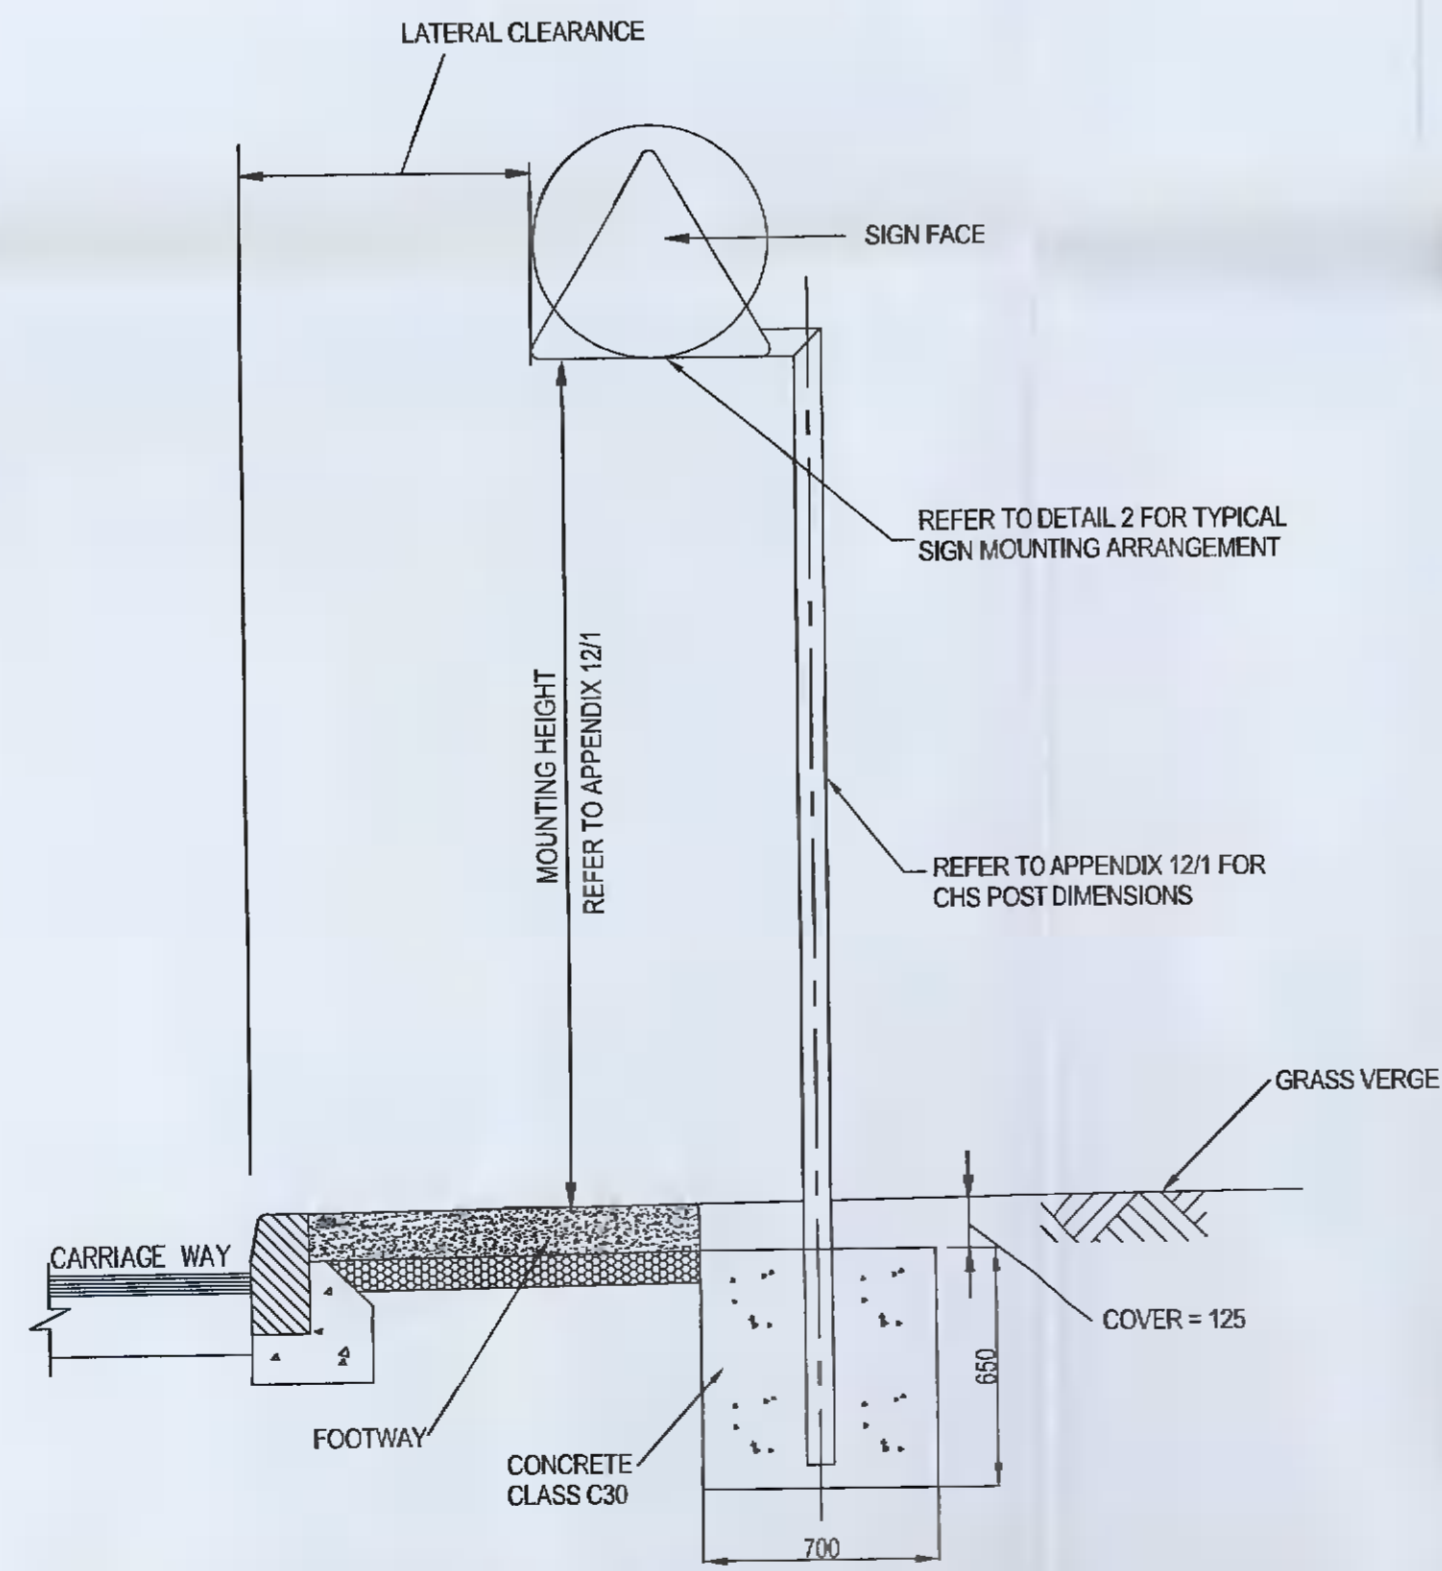 LATERAL CLEARANCE
SIGN FACE
REFER TO DETAIL 2 FOR TYPICAL
SIGN MOUNTING ARRANGEMENT
MOUNTING HEIGHT
REFER TO APPENDIX 12/1
REFER TO APPENDIX 12/1 FOR
CHS POST DIMENSIONS
GRASS VERGE
CARRIAGE WAY
COVER = 125
650
FOOTWAY
CONCRETE
CLASS C30
700